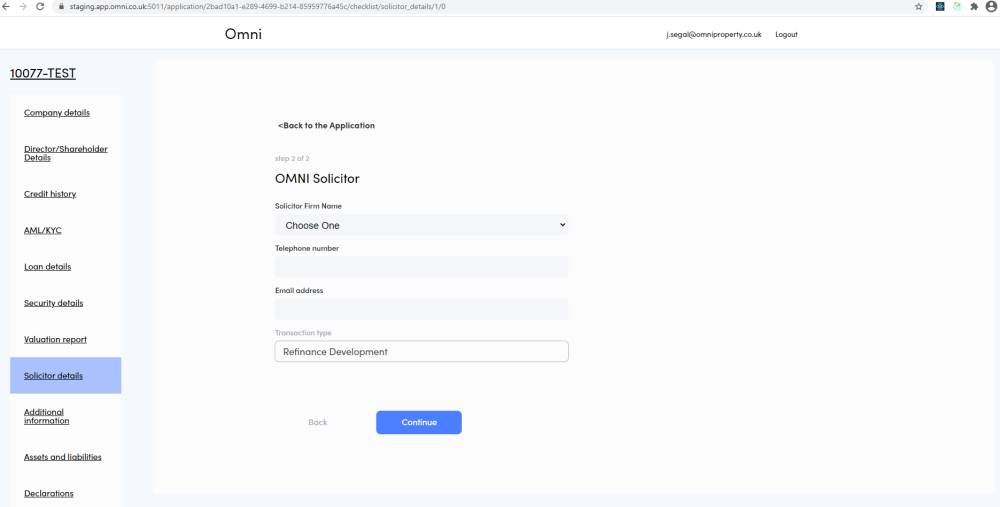 staging.app.omni.co.uk:5011/application/2bad10a1-e289-4699-b214-85959776a45c/checklist/solicitor_details/1/0
Omni
j.segal@omniproperty.co.uk Logout
10077-TEST
Company details
Director/Shareholder
Details
Credit history
AML/KYC
Loan details
Security details
Valuation report
Solicitor details
Additional
information
Assets and liabilities
Declarations
<Back to the Application
step 2 of 2
OMNI Solicitor
Solicitor Firm Name
Choose One
Telephone number
Email address
Transaction type
Refinance Development
Back Continue